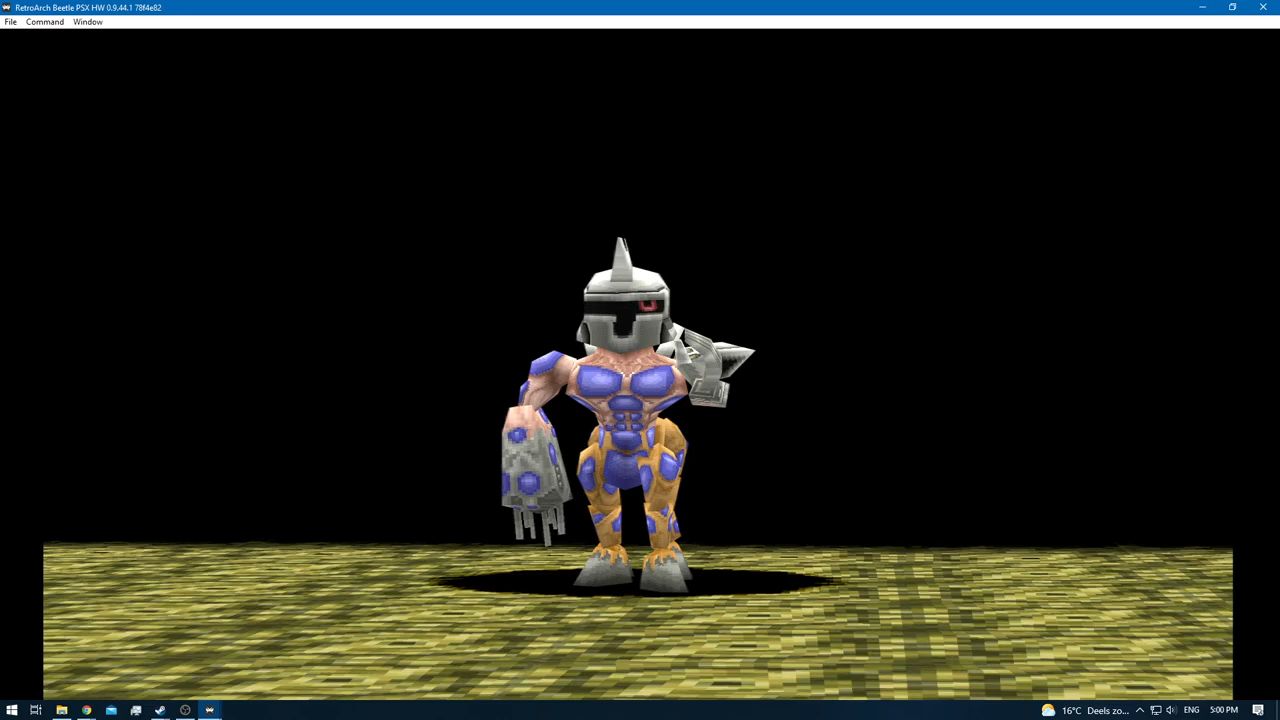 RetroArch Beetle PSX HW 0.9.44.1 78f4e82
File Command Window
16°C Deels zo... ENG 5:00 PM